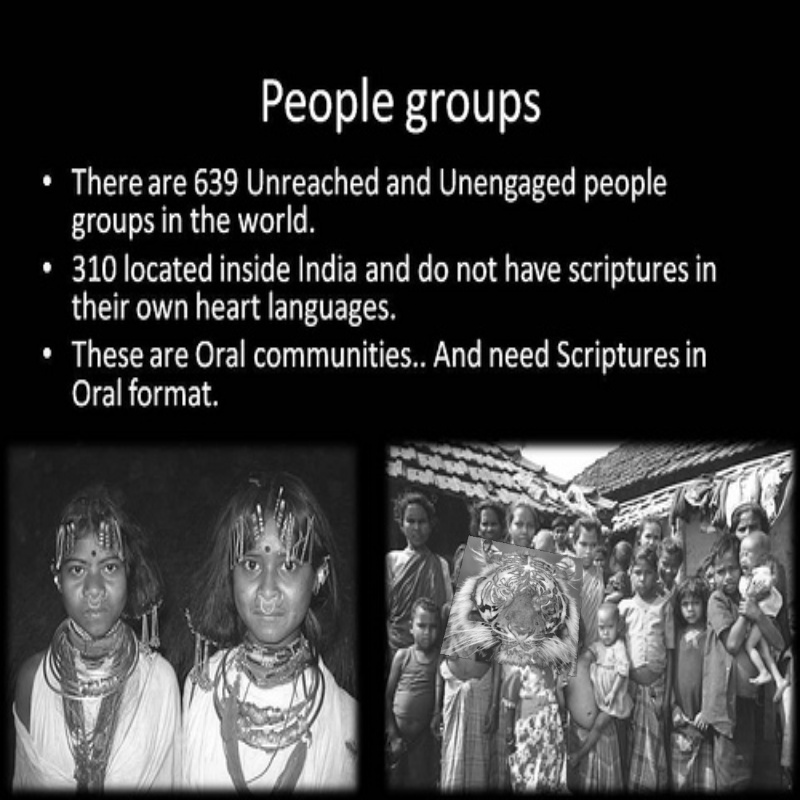 People groups
• There are 639 Unreached and Unengaged people
groups in the world.
• 310 located inside India and do not have scriptures in
their own heart languages.
• These are Oral communities.. And need Scriptures in
Oral format.